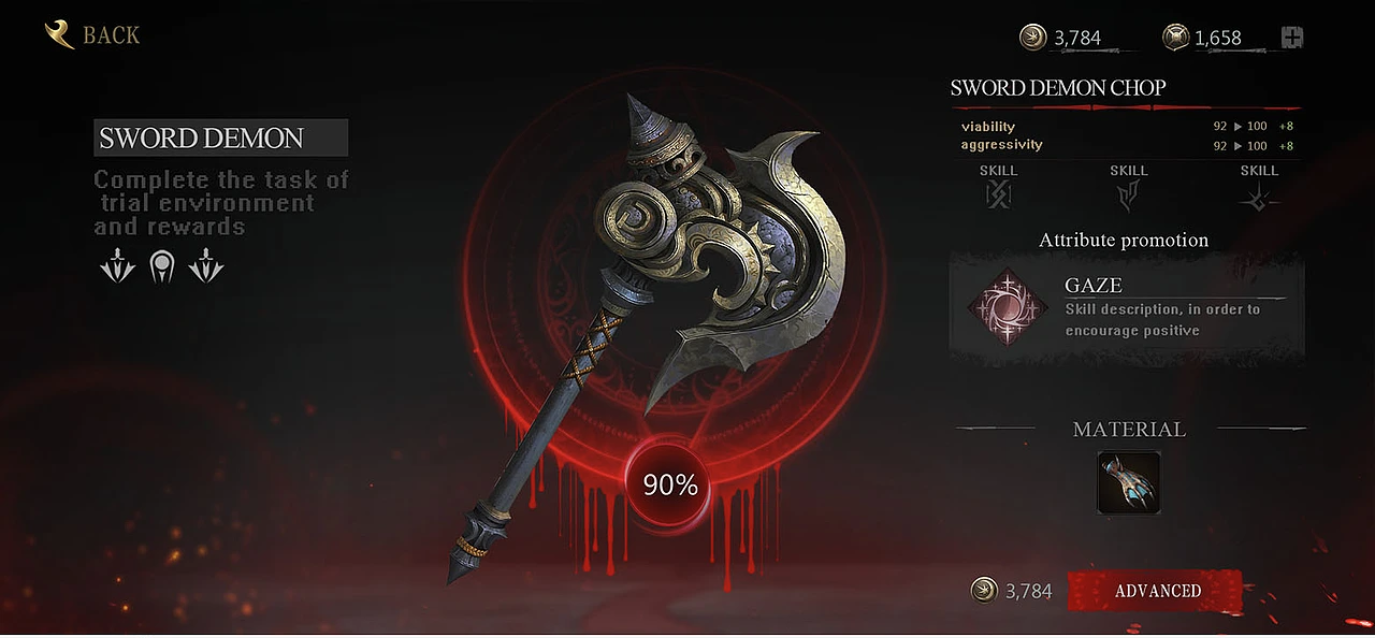 BACK
3,784
1,658
SWORD DEMON
Complete the task of
trial environment
and rewards
90%
SWORD DEMON CHOP
viability 92 ▶ 100 +8
aggressivity 92 ▶ 100 +8
SKILL SKILL SKILL
Attribute promotion
GAZE
Skill description, in order to
encourage positive
MATERIAL
3,784
ADVANCED